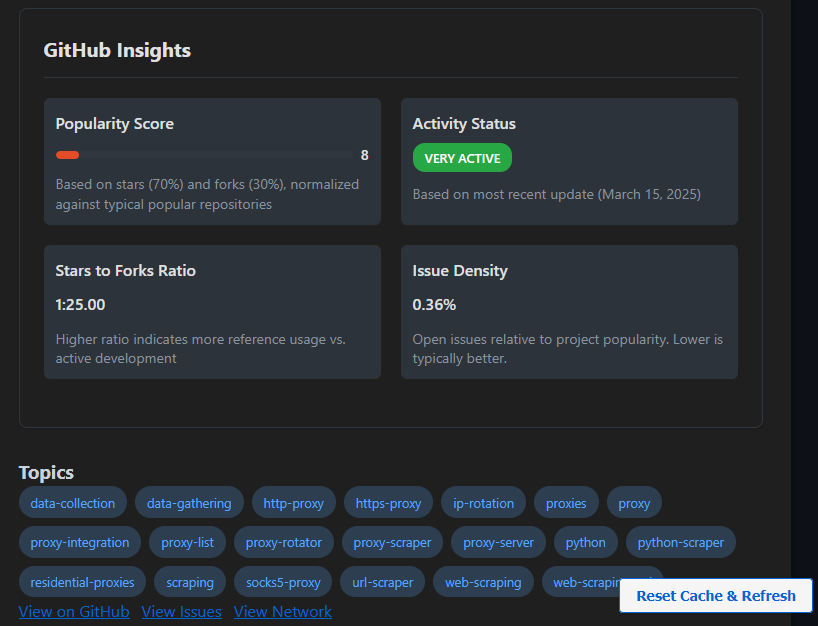 GitHub Insights
Popularity Score
8
Based on stars (70%) and forks (30%), normalized
against typical popular repositories
Activity Status
VERY ACTIVE
Based on most recent update (March 15, 2025)
Stars to Forks Ratio
1:25.00
Higher ratio indicates more reference usage vs.
active development
Issue Density
0.36%
Open issues relative to project popularity. Lower is
typically better.
Topics
data-collection data-gathering http-proxy https-proxy ip-rotation proxies proxy
proxy-integration proxy-list proxy-rotator proxy-scraper proxy-server python python-scraper
residential-proxies scraping socks5-proxy url-scraper web-scraping
View on GitHub View Issues View Network
Reset Cache & Refresh